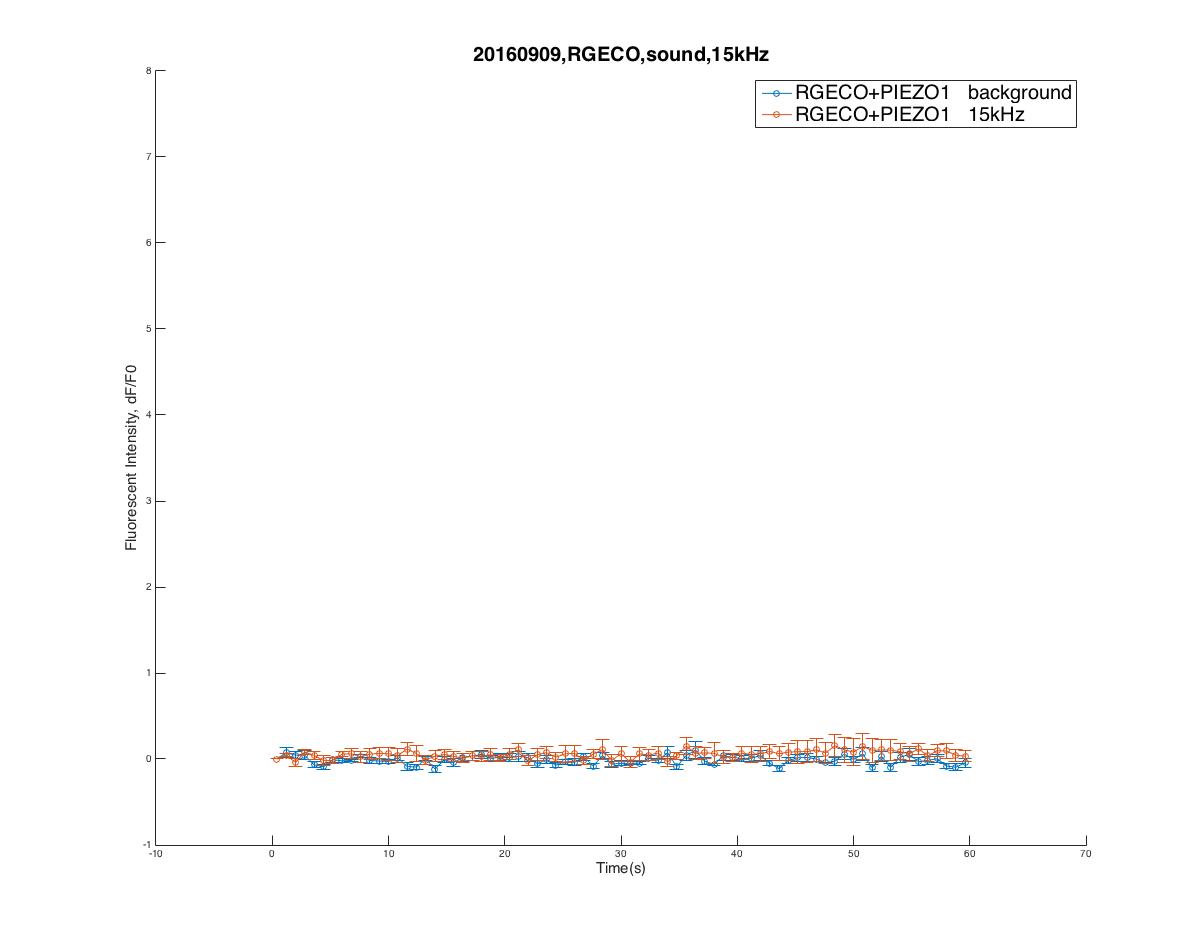 20160909,RGECO,sound,15kHz
RGECO+PIEZO1 background
RGECO+PIEZO1 15kHz
8
7
6
5
4
3
2
1
0
-1
Fluorescent Intensity, dF/F0
-10 0 10 20 30 40 50 60 70
Time(s)